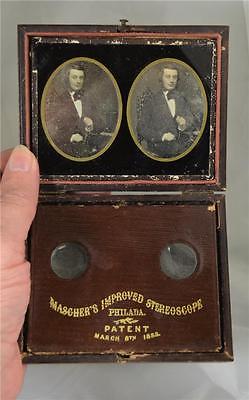 MASCHER'S IMPROVED STEREOSCOPE
PHILADA.
PATENT
MARCH 8TH 1853.